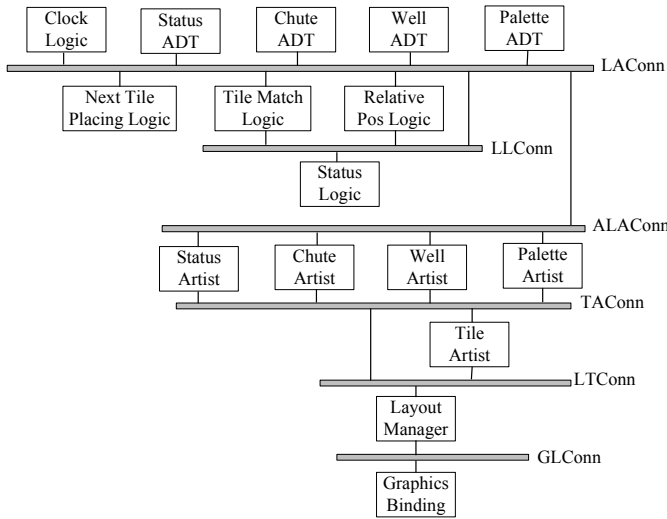 Clock
Logic
Status
ADT
Chute
ADT
Well
ADT
Palette
ADT
LAConn
Next Tile
Placing Logic
Tile Match
Logic
Relative
Pos Logic
LLConn
Status
Logic
ALAConn
Status
Artist
Chute
Artist
Well
Artist
Palette
Artist
TAConn
Tile
Artist
LTConn
Layout
Manager
GLConn
Graphics
Binding